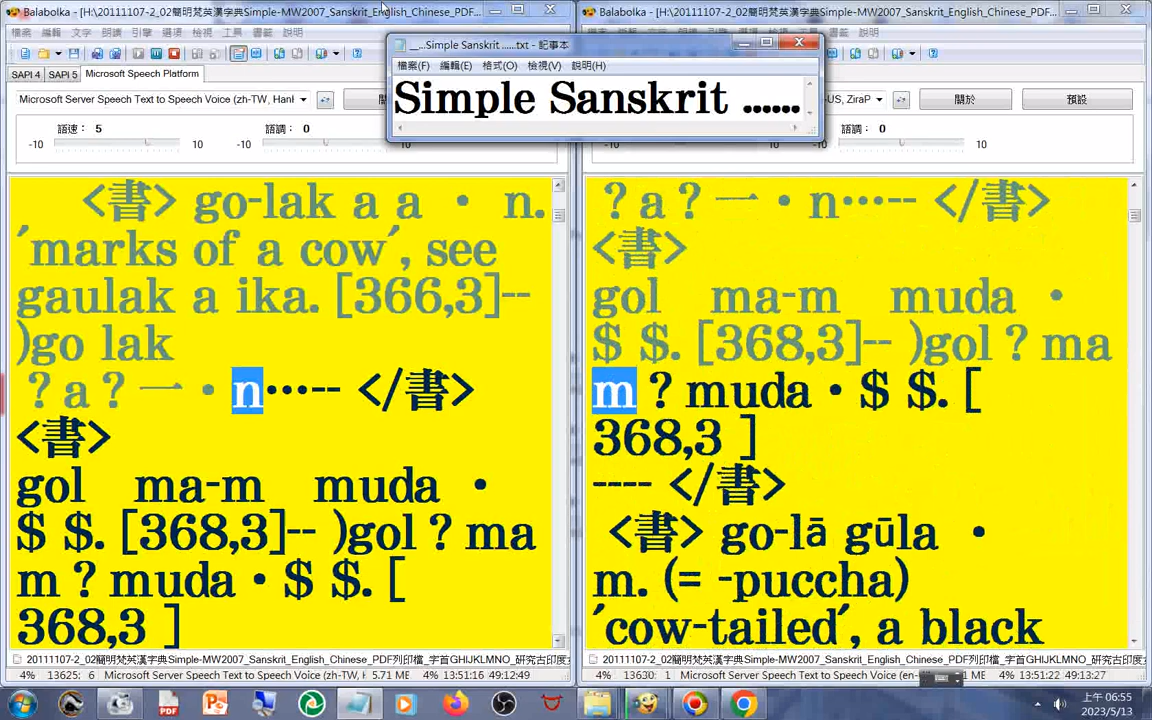 Balabolka - [H:\20111107-2_02簡明梵英漢字典Simple-MW2007_Sanskrit_English_Chinese_PDF...
Balabolka - [H:\20111107-2_02簡明梵英漢字典Simple-MW2007_Sanskrit_English_Chinese_PDF...
__...Simple Sanskrit ......txt - 記事本
檔案(F) 編輯(E) 格式(O) 檢視(V) 說明(H)
Simple Sanskrit ......
SAPI 4 SAPI 5 Microsoft Speech Platform
Microsoft Server Speech Text to Speech Voice (zh-TW, Hanl
語速: 5 語調: 0
-10 10 -10
-US, ZiraP 關於 預設
語調: 0
10 -10 10
<書> go-lak a a • n.
'marks of a cow', see
gaulak a ika. [366,3]--
)go lak
? a ? 一 • n…-- </書>
<書>
gol ma-m muda •
$ $. [368,3]-- )gol ? ma
m ? muda • $ $. [
368,3 ]
? a ? 一 • n…-- </書>
<書>
gol ma-m muda •
$ $. [368,3]-- )gol ? ma
m ? muda • $ $. [
368,3 ]
---- </書>
<書> go-lā gūla •
m. (= -puccha)
'cow-tailed', a black
20111107-2_02簡明梵英漢字典Simple-MW2007_Sanskrit_English_Chinese_PDF列印檔_字首GHIJKLMNO_研究古印度
20111107-2_02簡明梵英漢字典Simple-MW2007_Sanskrit_English_Chinese_PDF列印檔_字首GHIJKLMNO_研究古印度
4% 13625: 6 Microsoft Server Speech Text to Speech Voice (zh-TW, H 5.71 ME 4% 13:51:16 49:12:49
4% 13630: 1 Microsoft Server Speech Text to Speech Voice (en- ME 4% 13:51:22 49:13:27
上午 06:55
2023/5/13